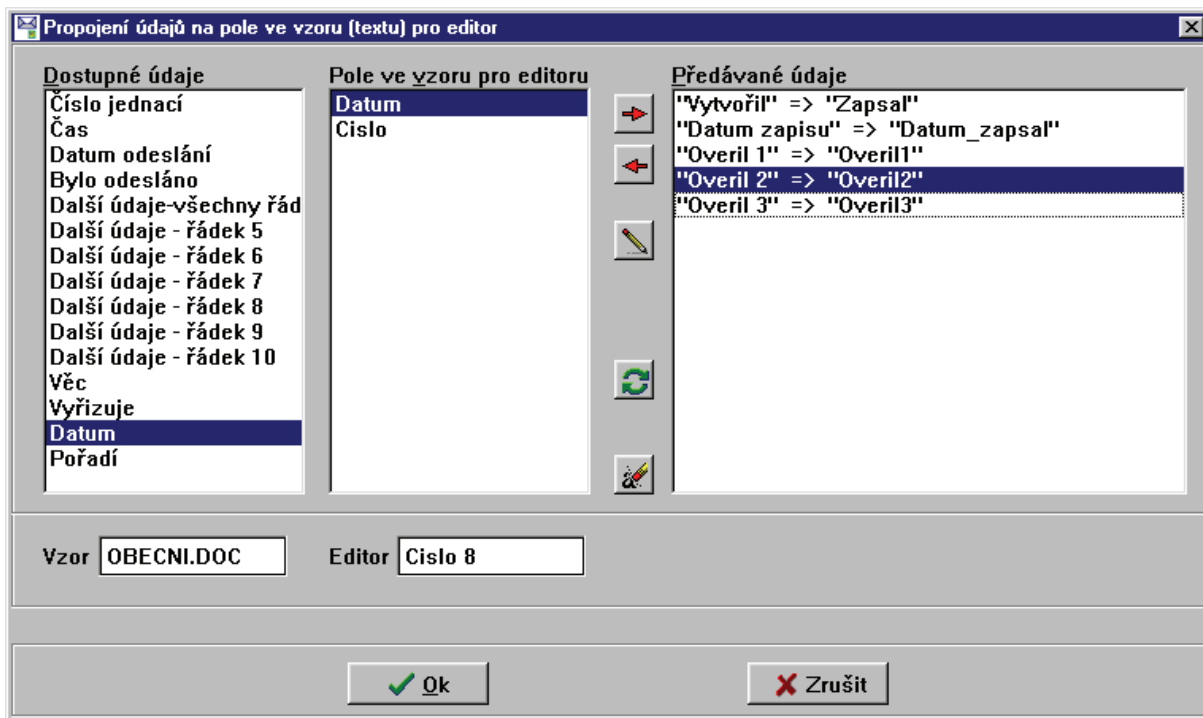 Propojení údajů na pole ve vzoru (textu) pro editor
Dostupné údaje
Číslo jednací
Čas
Datum odeslání
Bylo odesláno
Další údaje-všechny řád
Další údaje - řádek 5
Další údaje - řádek 6
Další údaje - řádek 7
Další údaje - řádek 8
Další údaje - řádek 9
Další údaje - řádek 10
Věc
Vyřizuje
Datum
Pořadí
Pole ve vzoru pro editoru
Datum
Cislo
Předávané údaje
"Vytvořil" => "Zapsal"
"Datum zapisu" => "Datum_zapsal"
"Overil 1" => "Overil1"
"Overil 2" => "Overil2"
"Overil 3" => "Overil3"
Vzor OBECNI.DOC
Editor Cislo 8
Ok
Zrušit